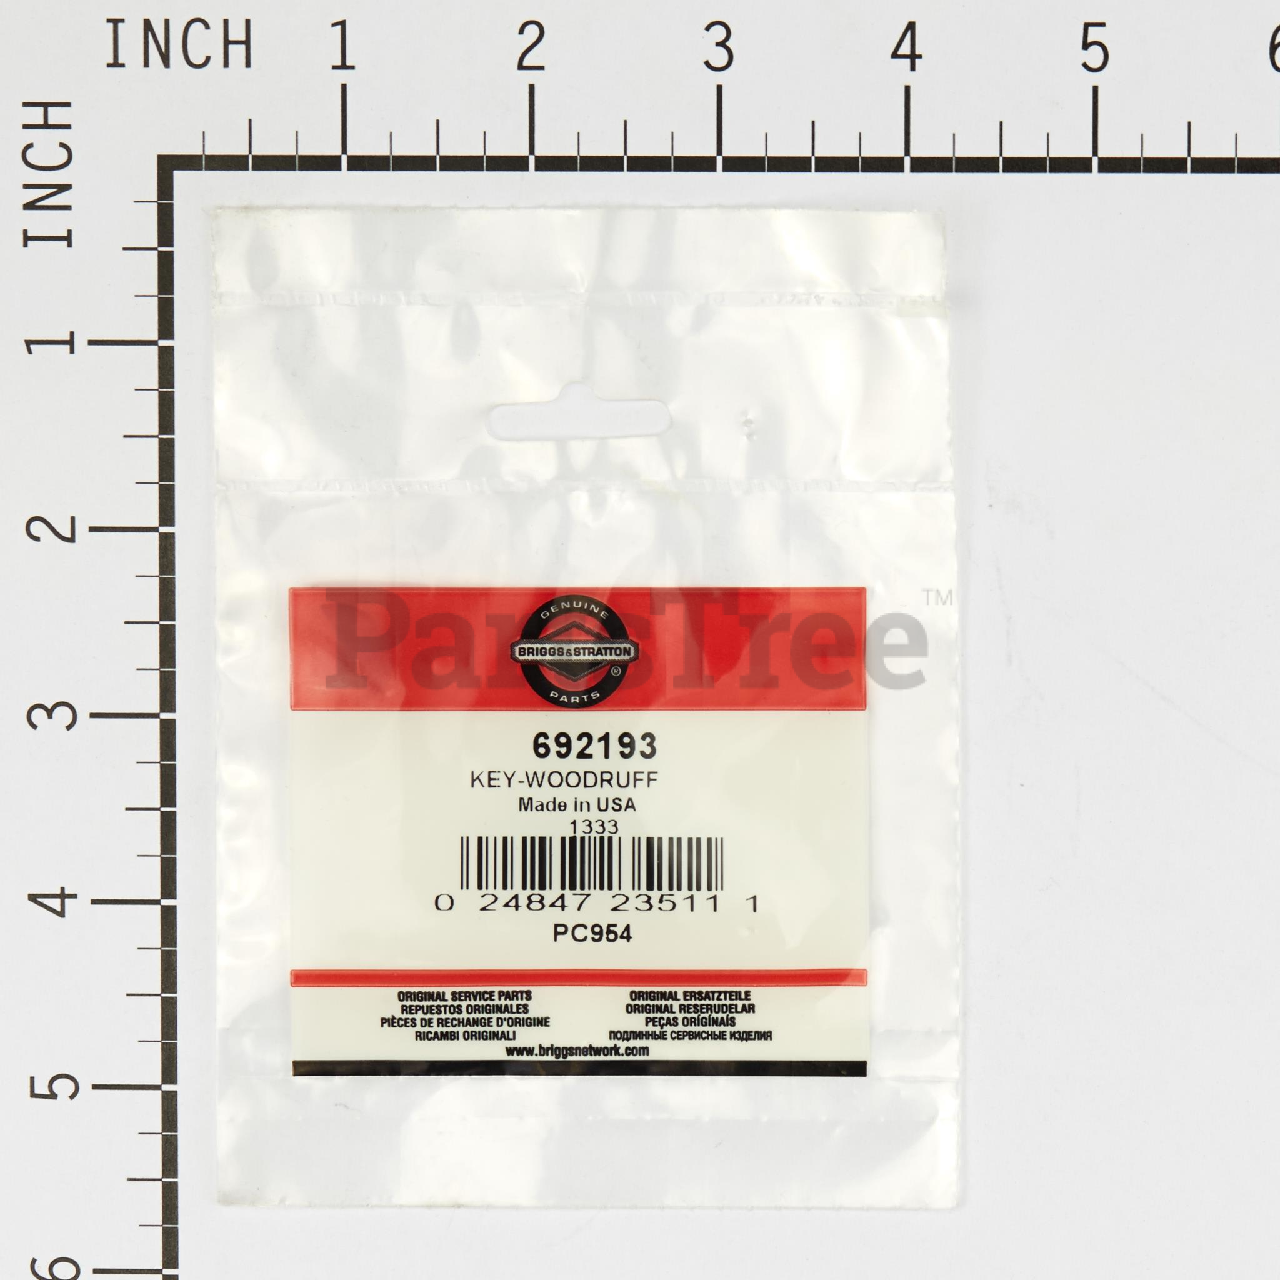 INCH 1 2 3 4 5 6
INCH
1
2
3
4
5
6
PartsTree™
GENUINE
BRIGGS&STRATTON
®
PARTS
692193
KEY-WOODRUFF
Made in USA
1333
0 24847 23511 1
PC954
ORIGINAL SERVICE PARTS
REPUESTOS ORIGINALES
PIÈCES DE RECHANGE D'ORIGINE
RICAMBI ORIGINALI
ORIGINAL ERSATZTEILE
ORIGINAL RESERUDELAR
PEÇAS ORÍGÍNAÍS
ПОДЛИННЫЕ СЕРВИСНЫЕ ИЗДЕЛИЯ
www.briggsnetwork.com